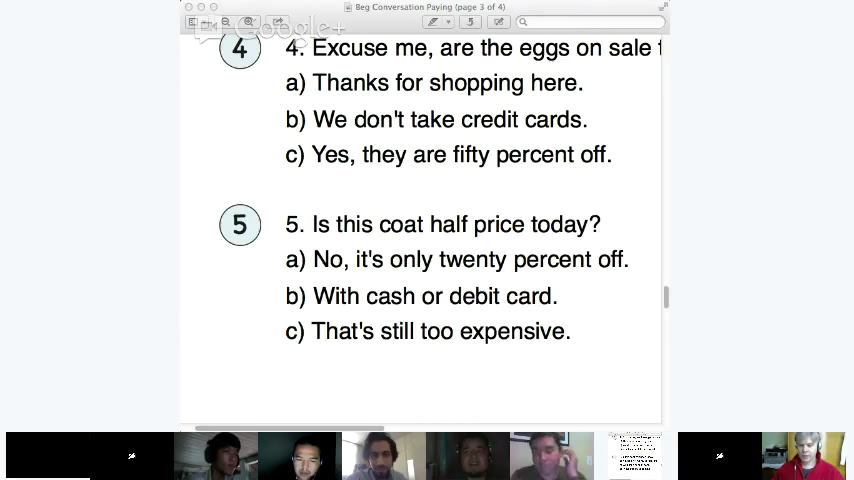 Beg Conversation Paying (page 3 of 4)
Google+
4
4. Excuse me, are the eggs on sale
a) Thanks for shopping here.
b) We don't take credit cards.
c) Yes, they are fifty percent off.
5
5. Is this coat half price today?
a) No, it's only twenty percent off.
b) With cash or debit card.
c) That's still too expensive.